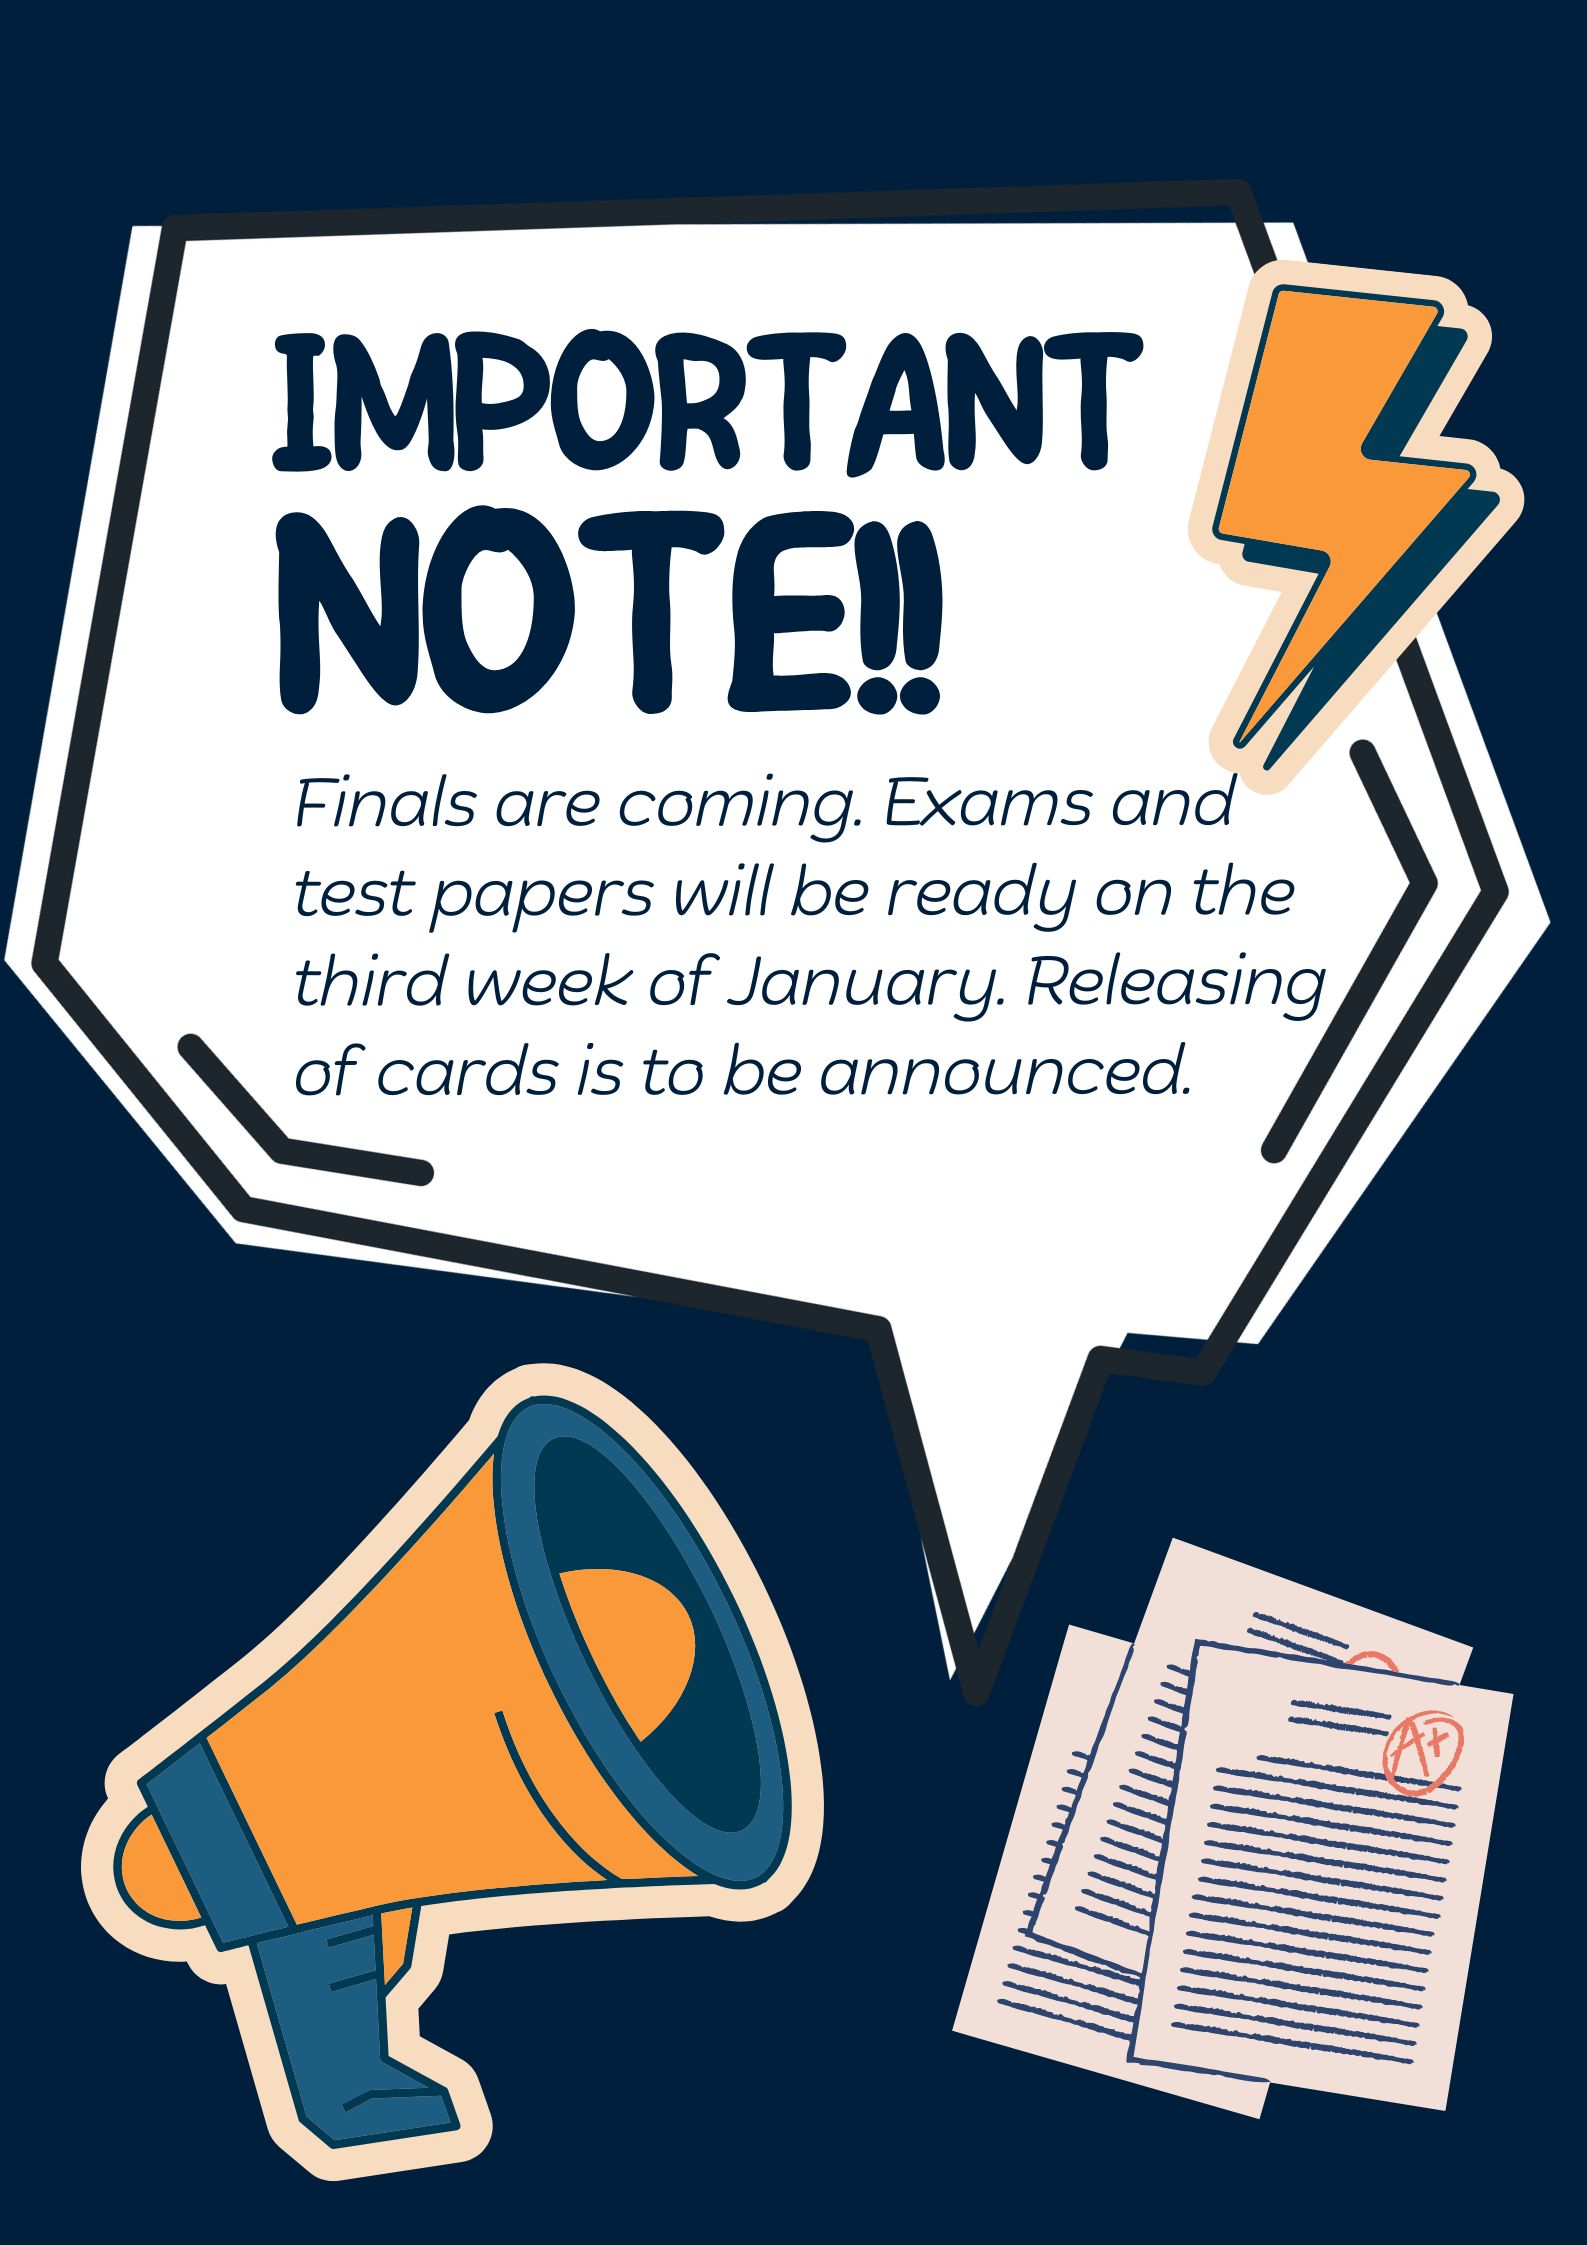 IMPORTANT
NOTE!!
Finals are coming. Exams and
test papers will be ready on the
third week of January. Releasing
of cards is to be announced.
A+